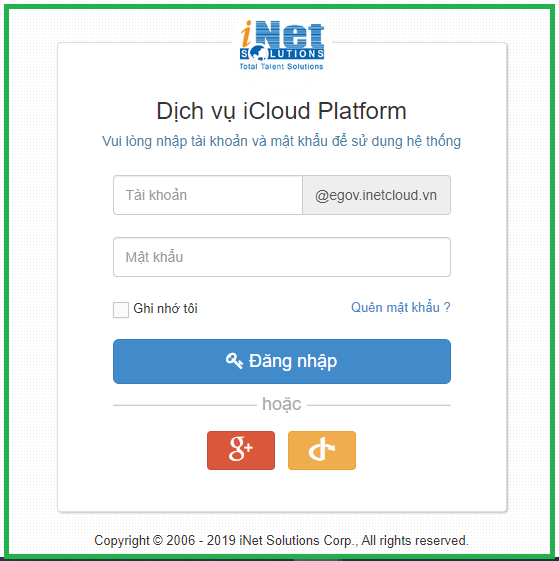 iNet
SOLUTIONS
Total Talent Solutions
Dịch vụ iCloud Platform
Vui lòng nhập tài khoản và mật khẩu để sử dụng hệ thống
Tài khoản @egov.inetcloud.vn
Mật khẩu
Ghi nhớ tôi Quên mật khẩu ?
Đăng nhập
hoặc
g+
Copyright © 2006 - 2019 iNet Solutions Corp., All rights reserved.